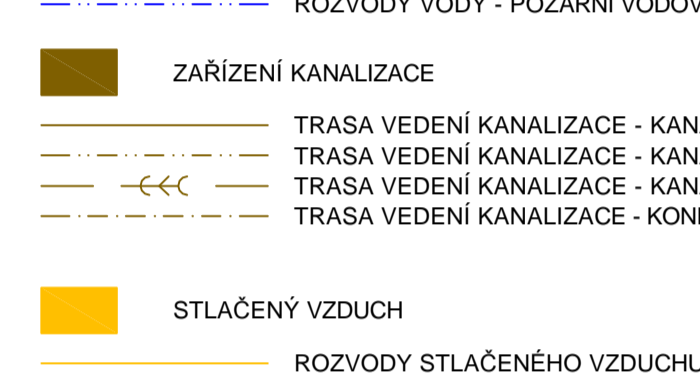 ROZVODY VODY - POŽÁRNÍ VODOV
ZAŘÍZENÍ KANALIZACE
TRASA VEDENÍ KANALIZACE - KAN
TRASA VEDENÍ KANALIZACE - KAN
TRASA VEDENÍ KANALIZACE - KAN
TRASA VEDENÍ KANALIZACE - KON
STLAČENÝ VZDUCH
ROZVODY STLAČENÉHO VZDUCHU